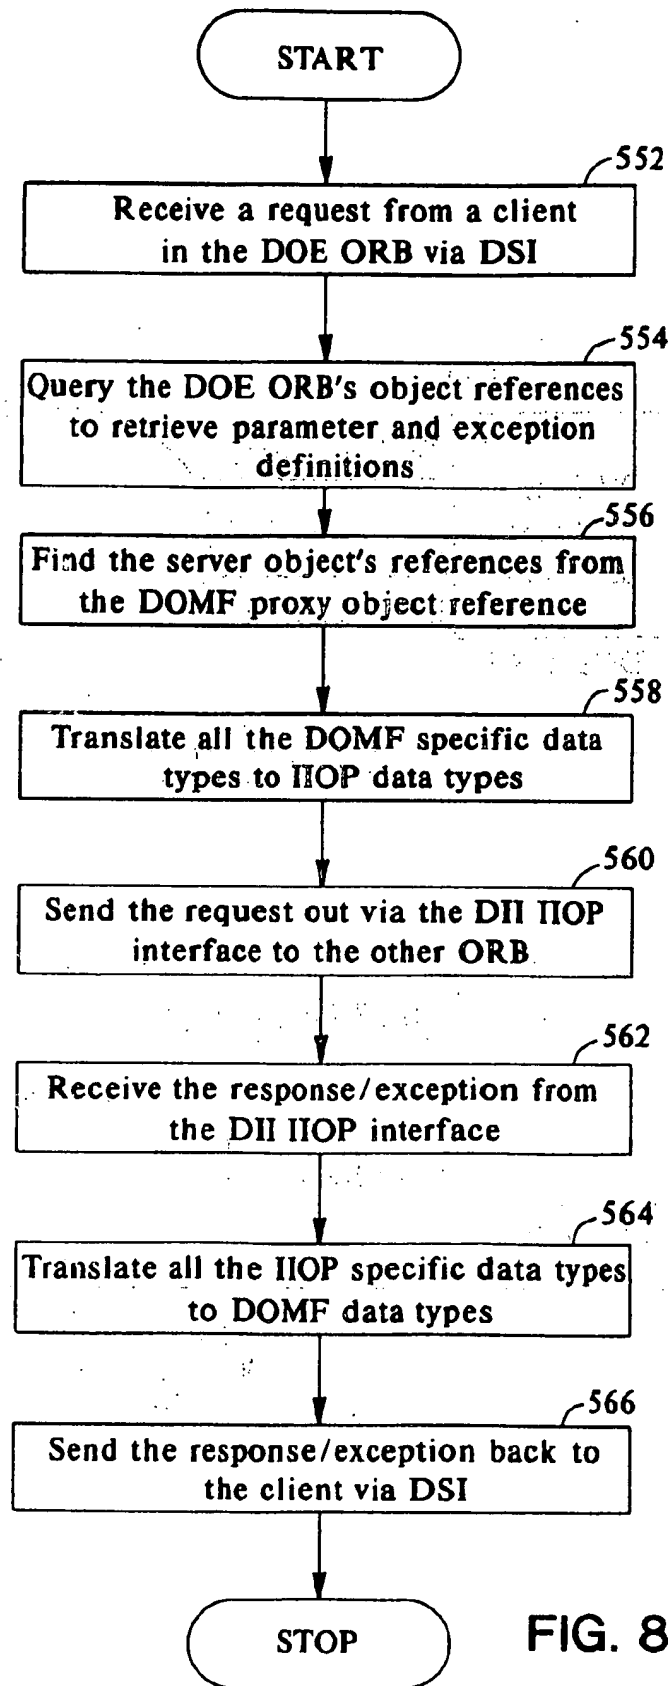 START
552
Receive a request from a client
in the DOE ORB via DSI
554
Query the DOE ORB's object references
to retrieve parameter and exception
definitions
556
Find the server object's references from
the DOMF proxy object reference
558
Translate all the DOMF specific data
types to IIOP data types
560
Send the request out via the DII IIOP
interface to the other ORB
562
Receive the response/exception from
the DII IIOP interface
564
Translate all the IIOP specific data types
to DOMF data types
566
Send the response/exception back to
the client via DSI
STOP
FIG. 8